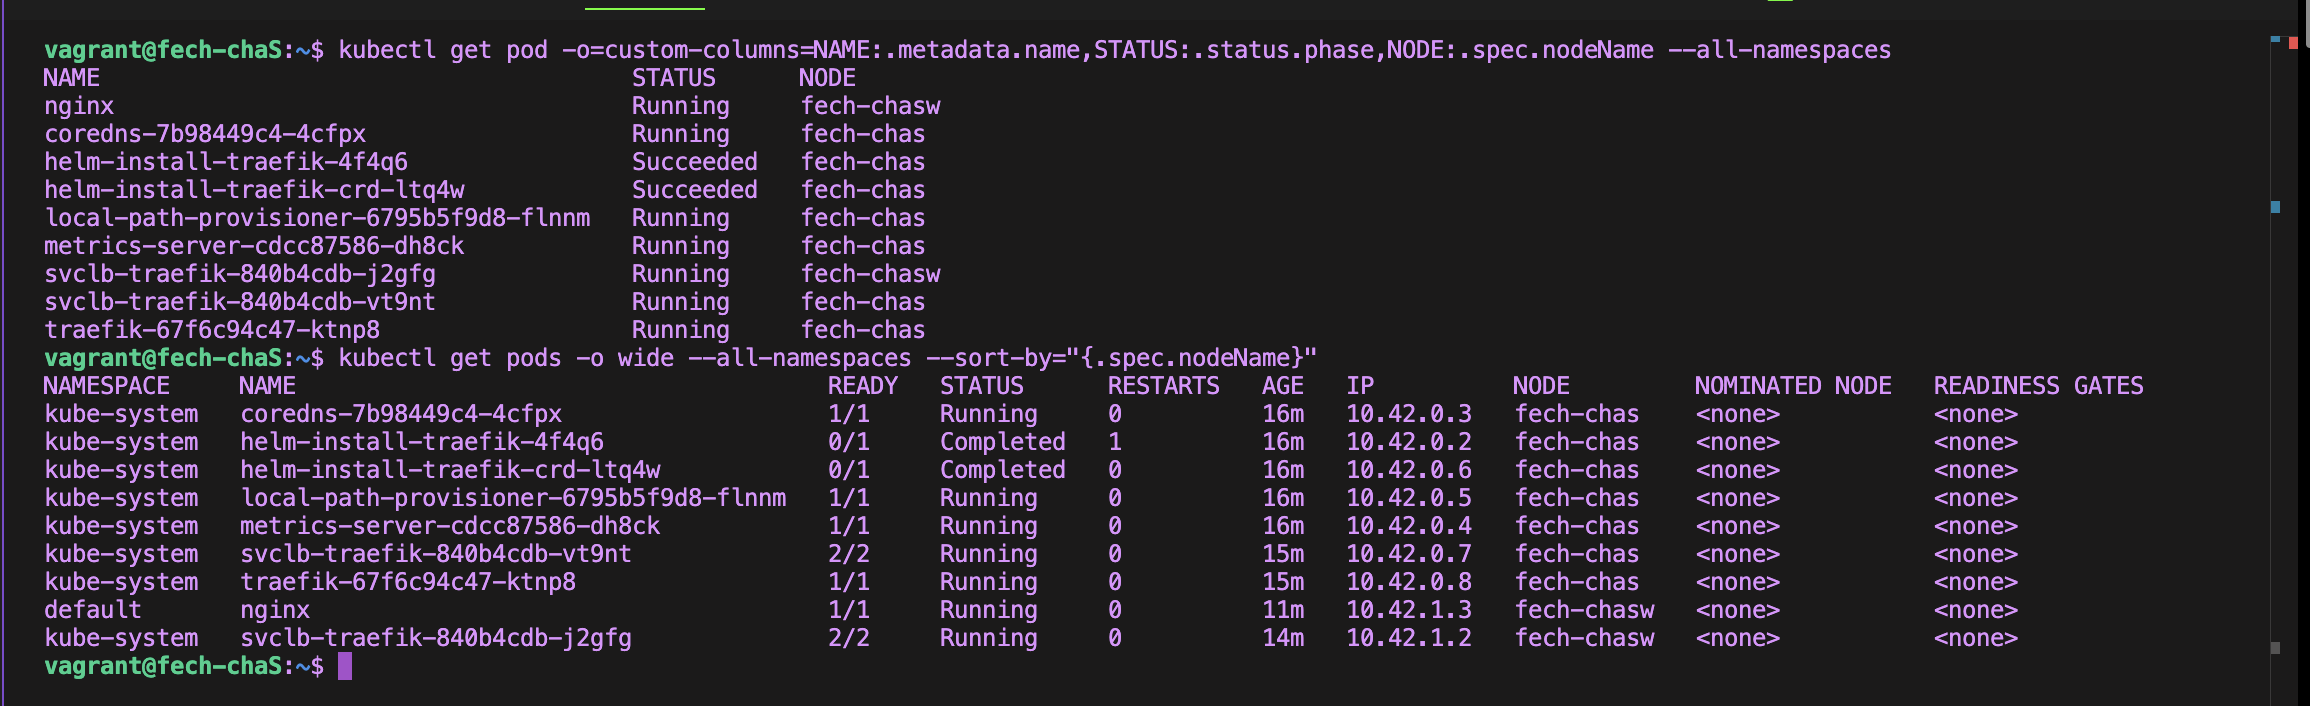 vagrant@fech-chaS:~$ kubectl get pod -o=custom-columns=NAME:.metadata.name,STATUS:.status.phase,NODE:.spec.nodeName --all-namespaces
NAME STATUS NODE
nginx Running fech-chasw
coredns-7b98449c4-4cfpx Running fech-chas
helm-install-traefik-4f4q6 Succeeded fech-chas
helm-install-traefik-crd-ltq4w Succeeded fech-chas
local-path-provisioner-6795b5f9d8-flnnm Running fech-chas
metrics-server-cdcc87586-dh8ck Running fech-chas
svclb-traefik-840b4cdb-j2gfg Running fech-chasw
svclb-traefik-840b4cdb-vt9nt Running fech-chas
traefik-67f6c94c47-ktnp8 Running fech-chas
vagrant@fech-chaS:~$ kubectl get pods -o wide --all-namespaces --sort-by="{.spec.nodeName}"
NAMESPACE NAME READY STATUS RESTARTS AGE IP NODE NOMINATED NODE READINESS GATES
kube-system coredns-7b98449c4-4cfpx 1/1 Running 0 16m 10.42.0.3 fech-chas <none> <none>
kube-system helm-install-traefik-4f4q6 0/1 Completed 1 16m 10.42.0.2 fech-chas <none> <none>
kube-system helm-install-traefik-crd-ltq4w 0/1 Completed 0 16m 10.42.0.6 fech-chas <none> <none>
kube-system local-path-provisioner-6795b5f9d8-flnnm 1/1 Running 0 16m 10.42.0.5 fech-chas <none> <none>
kube-system metrics-server-cdcc87586-dh8ck 1/1 Running 0 16m 10.42.0.4 fech-chas <none> <none>
kube-system svclb-traefik-840b4cdb-vt9nt 2/2 Running 0 15m 10.42.0.7 fech-chas <none> <none>
kube-system traefik-67f6c94c47-ktnp8 1/1 Running 0 15m 10.42.0.8 fech-chas <none> <none>
default nginx 1/1 Running 0 11m 10.42.1.3 fech-chasw <none> <none>
kube-system svclb-traefik-840b4cdb-j2gfg 2/2 Running 0 14m 10.42.1.2 fech-chasw <none> <none>
vagrant@fech-chaS:~$